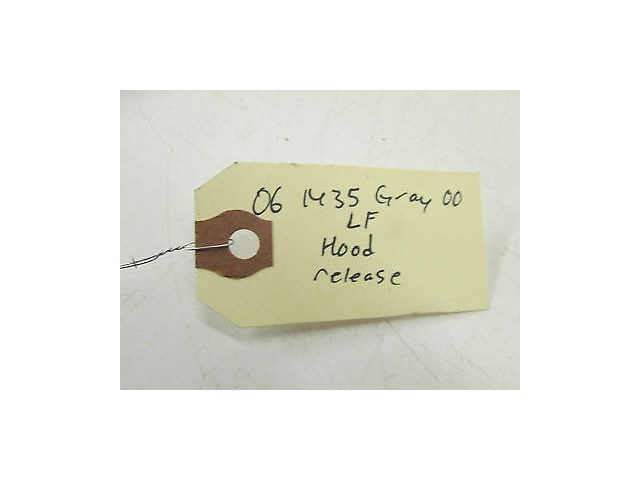 06 1435 Gray 00
LF
Hood
release